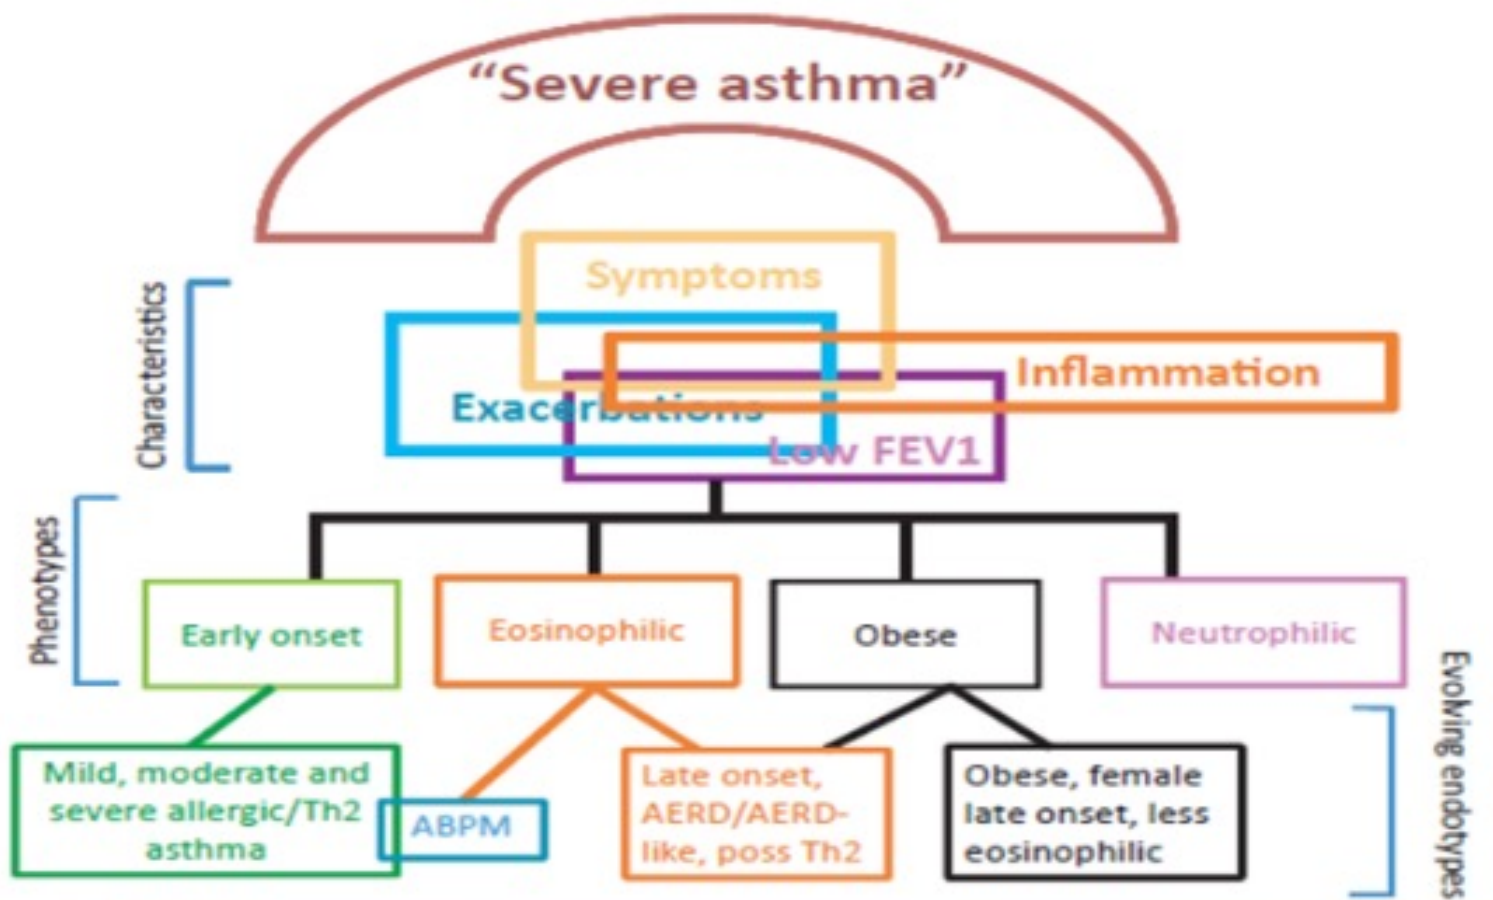 “Severe asthma”
Characteristics
Symptoms
Inflammation
Exacerbations
Low FEV1
Phenotypes
Early onset
Eosinophilic
Obese
Neutrophilic
Evolving endotypes
Mild, moderate and
severe allergic/Th2
asthma
ABPM
Late onset,
AERD/AERD-
like, poss Th2
Obese, female
late onset, less
eosinophilic